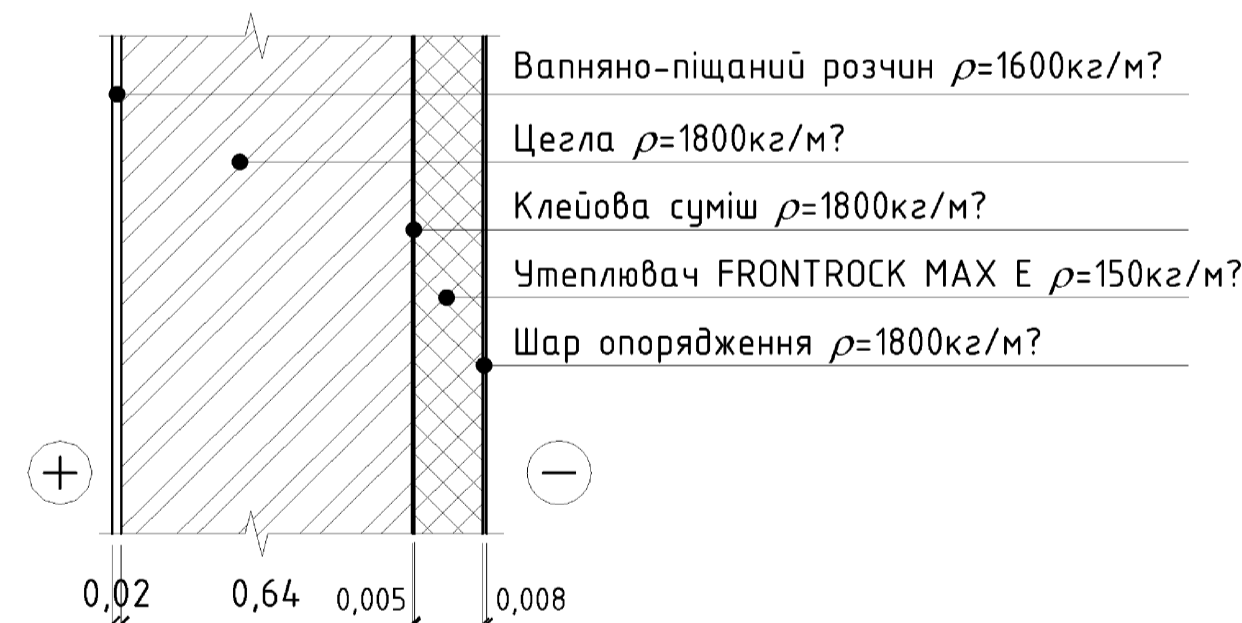 Вапняно-піщаний розчин ρ=1600кг/м?
Цегла ρ=1800кг/м?
Клейова суміш ρ=1800кг/м?
Утеплювач FRONTROCK MAX E ρ=150кг/м?
Шар опорядження ρ=1800кг/м?
+ −
0,02 0,64 0,005 0,008